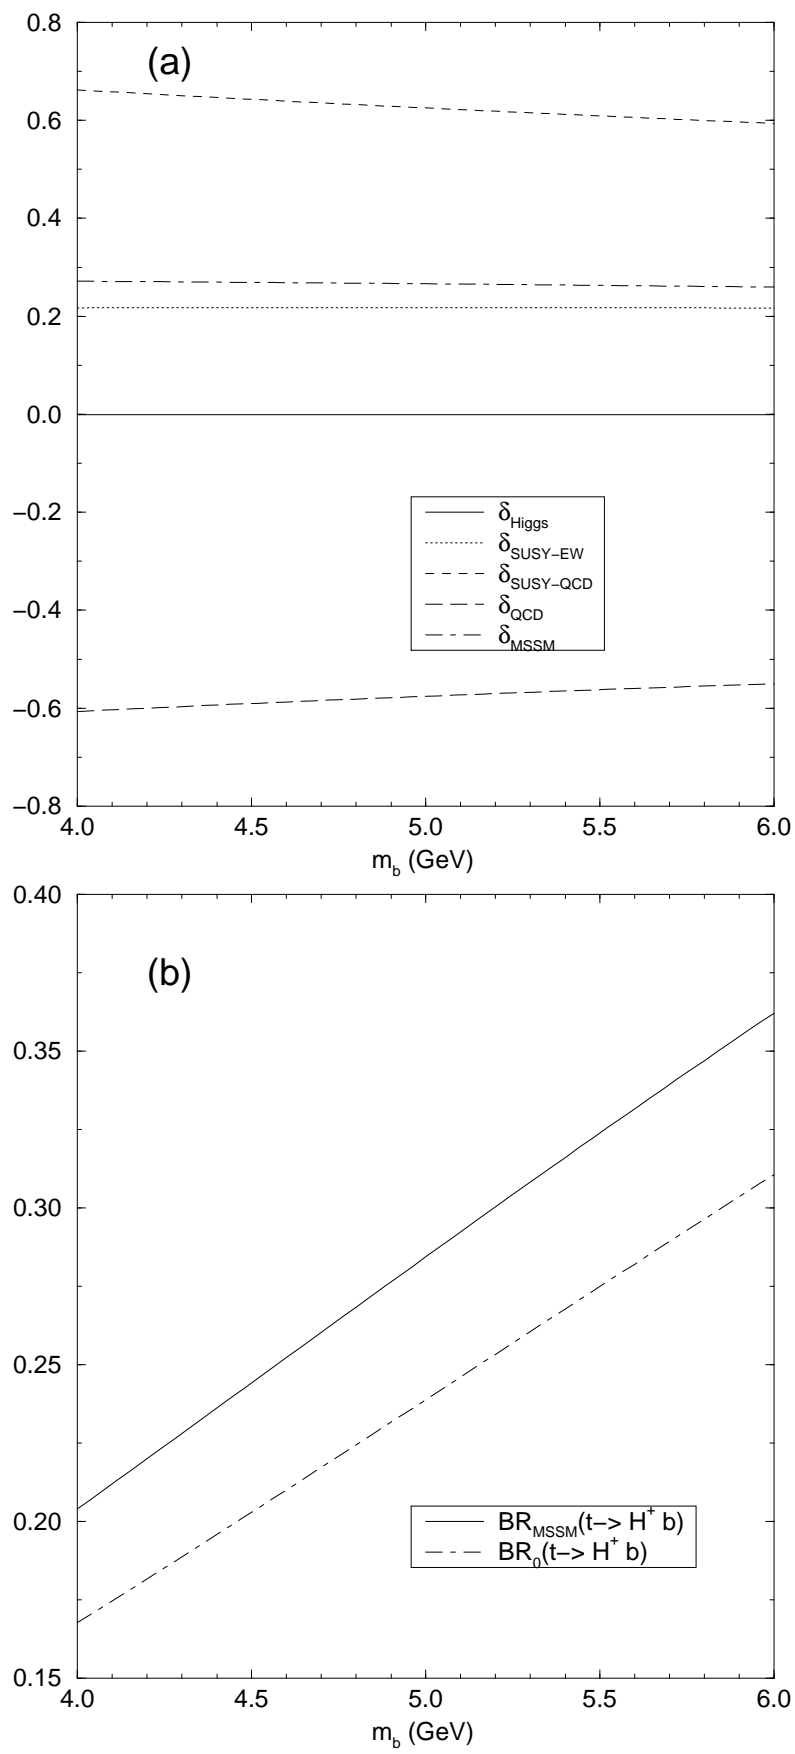 (a)
0.8
0.6
0.4
0.2
0.0
−0.2
−0.4
−0.6
−0.8
δHiggs
δSUSY−EW
δSUSY−QCD
δQCD
δMSSM
4.0 4.5 5.0 5.5 6.0
mb (GeV)
(b)
0.40
0.35
0.30
0.25
0.20
0.15
BRMSSM(t−> H+ b)
BR0(t−> H+ b)
4.0 4.5 5.0 5.5 6.0
mb (GeV)